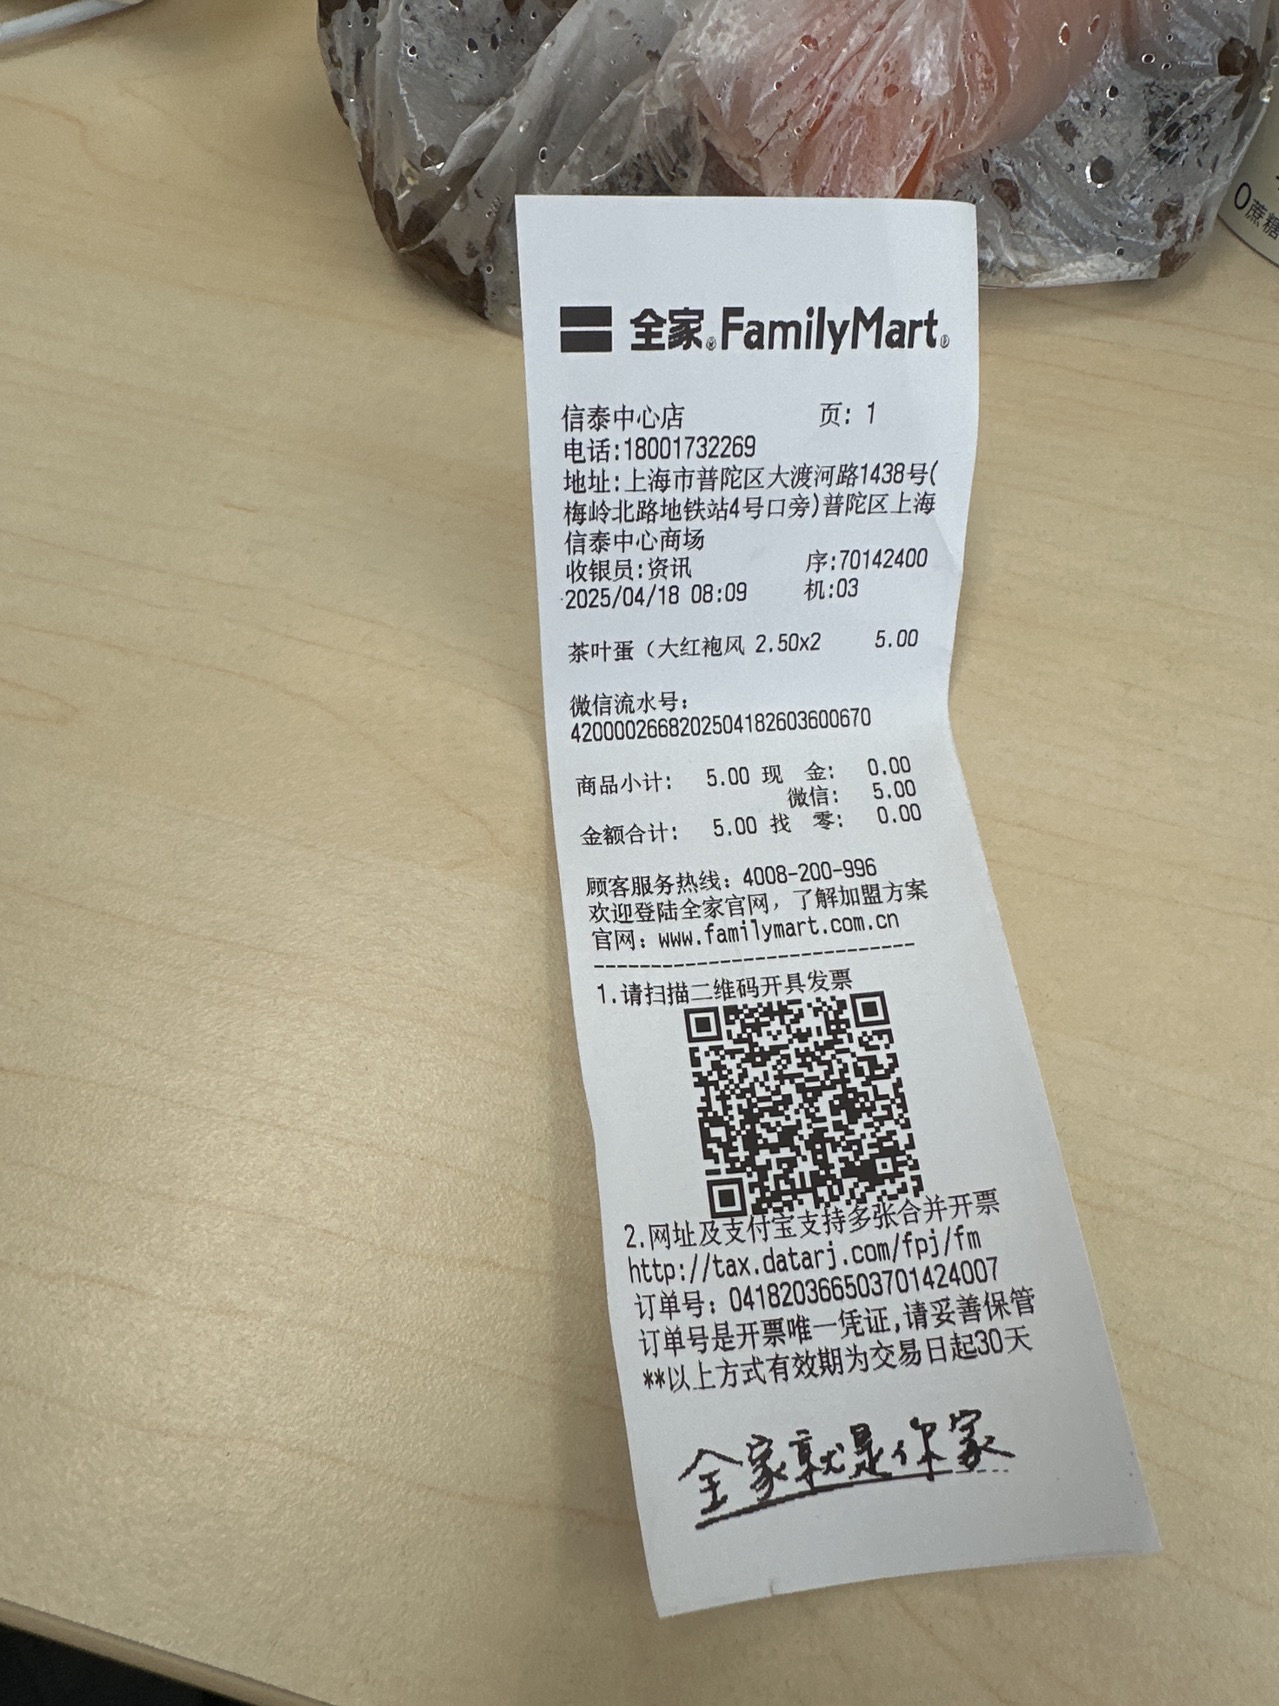 0蔗糖
全家 FamilyMart
信泰中心店 页: 1
电话:18001732269
地址:上海市普陀区大渡河路1438号(
梅岭北路地铁站4号口旁)普陀区上海
信泰中心商场
收银员:资讯 序:70142400
2025/04/18 08:09 机:03
茶叶蛋（大红袍风 2.50x2 5.00
微信流水号:
4200002668202504182603600670
商品小计: 5.00 现 金: 0.00
微信: 5.00
金额合计: 5.00 找 零: 0.00
顾客服务热线: 4008-200-996
欢迎登陆全家官网，了解加盟方案
官网: www.familymart.com.cn
1.请扫描二维码开具发票
2.网址及支付宝支持多张合并开票
http://tax.datarj.com/fpj/fm
订单号: 041820366503701424007
订单号是开票唯一凭证,请妥善保管
**以上方式有效期为交易日起30天
全家就是你家